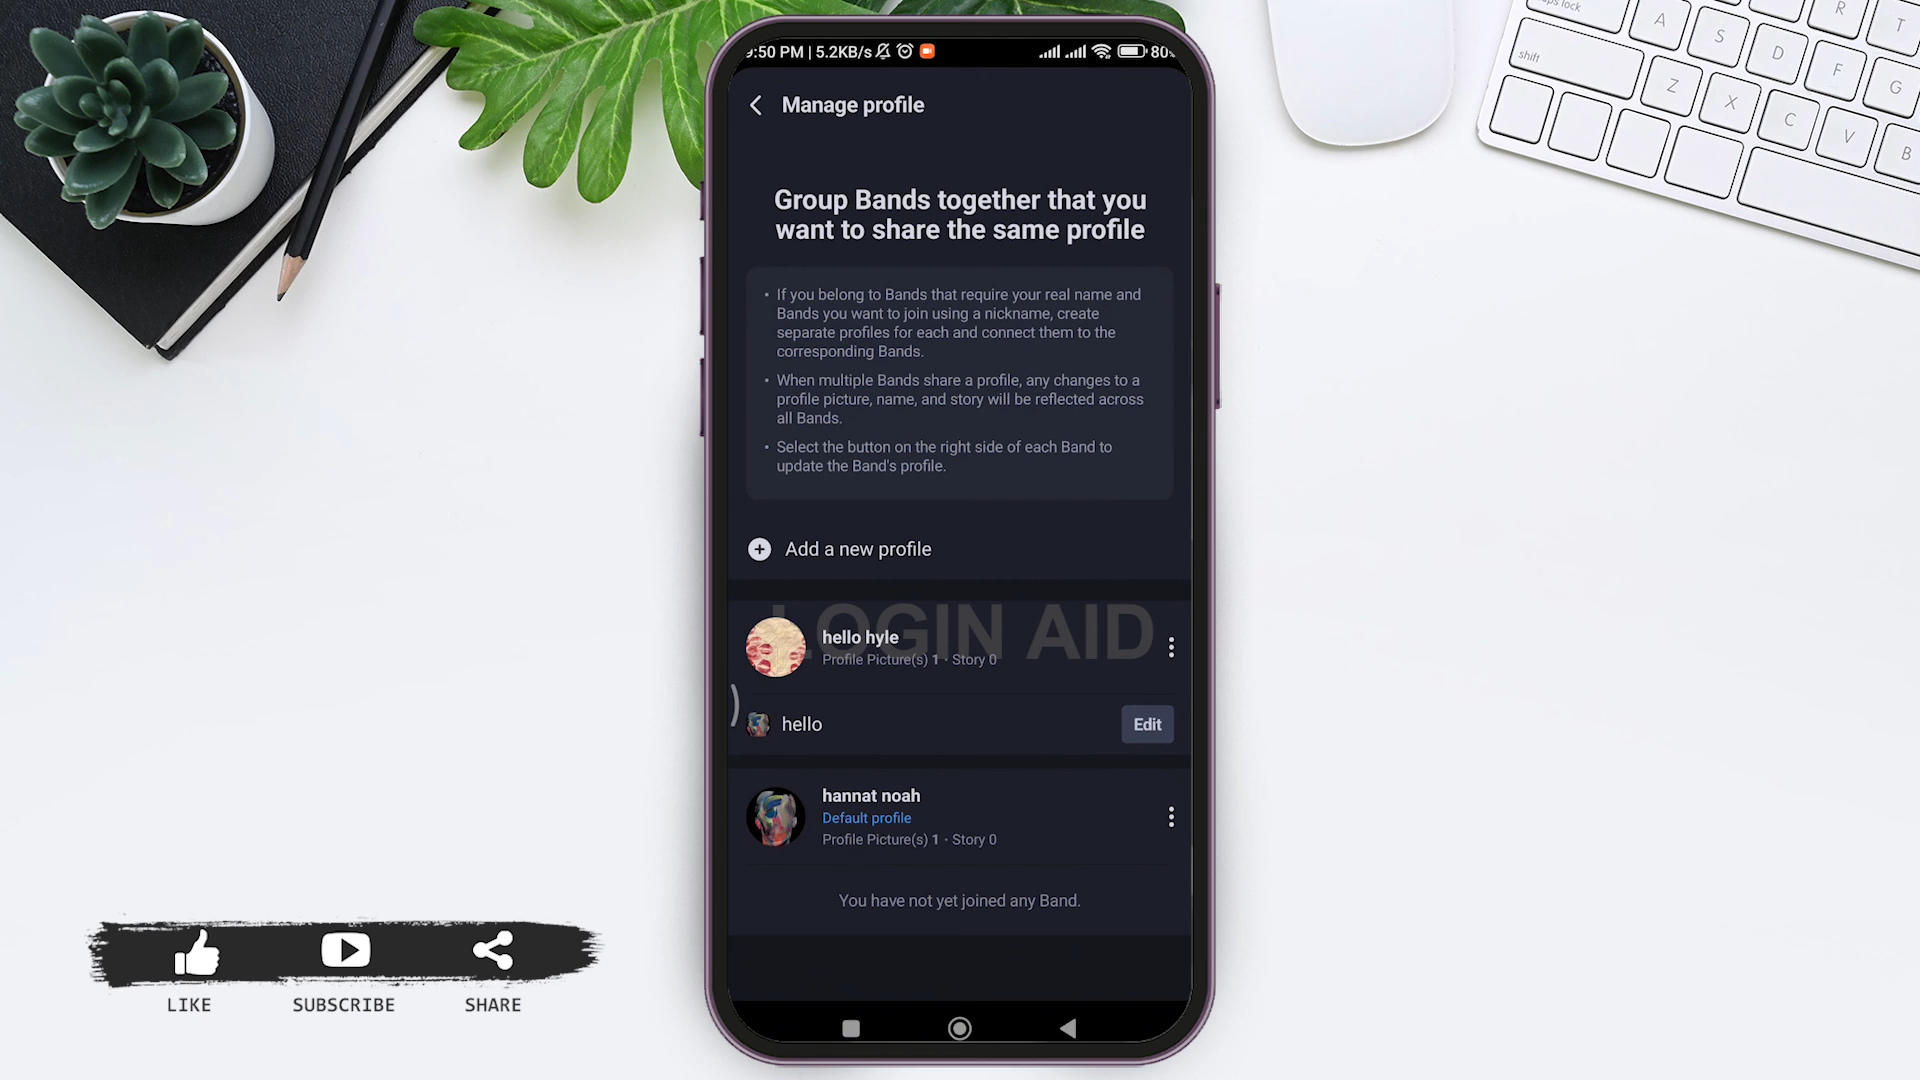 9:50 PM | 5.2KB/s
80%
Manage profile
Group Bands together that you
want to share the same profile
• If you belong to Bands that require your real name and
Bands you want to join using a nickname, create
separate profiles for each and connect them to the
corresponding Bands.
• When multiple Bands share a profile, any changes to a
profile picture, name, and story will be reflected across
all Bands.
• Select the button on the right side of each Band to
update the Band's profile.
Add a new profile
LOGIN AID
hello hyle
Profile Picture(s) 1 · Story 0
hello
Edit
hannat noah
Default profile
Profile Picture(s) 1 · Story 0
You have not yet joined any Band.
LIKE
SUBSCRIBE
SHARE
caps lock
A
S
D
F
G
R
T
shift
Z
X
C
V
B